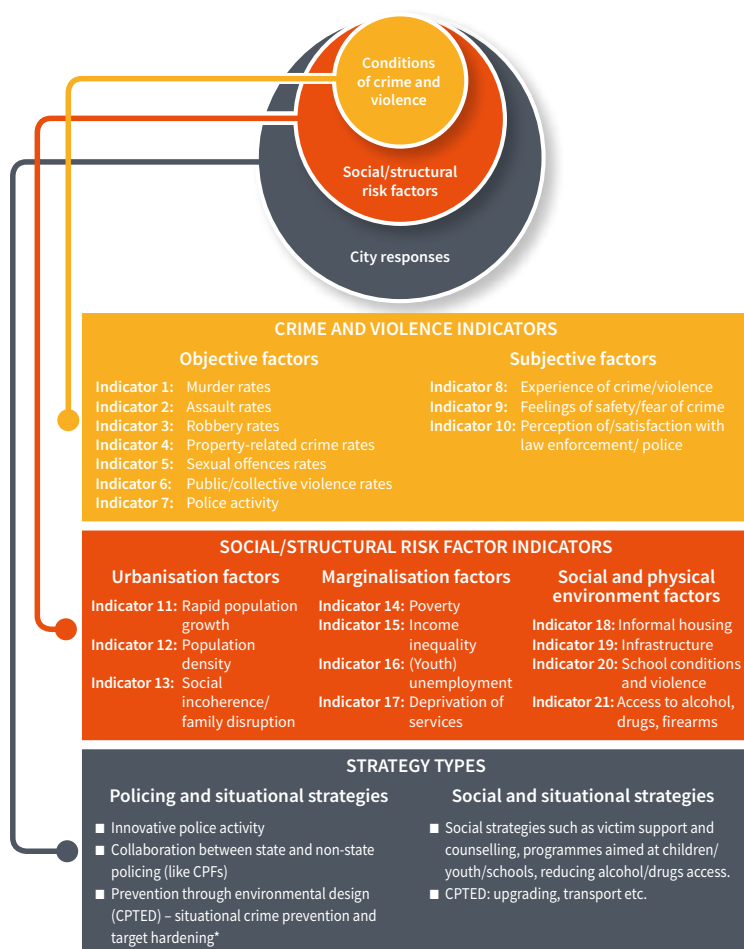 Conditions
of crime and
violence
Social/structural
risk factors
City responses
CRIME AND VIOLENCE INDICATORS
Objective factors
Indicator 1: Murder rates
Indicator 2: Assault rates
Indicator 3: Robbery rates
Indicator 4: Property-related crime rates
Indicator 5: Sexual offences rates
Indicator 6: Public/collective violence rates
Indicator 7: Police activity
Subjective factors
Indicator 8: Experience of crime/violence
Indicator 9: Feelings of safety/fear of crime
Indicator 10: Perception of/satisfaction with
law enforcement/ police
SOCIAL/STRUCTURAL RISK FACTOR INDICATORS
Urbanisation factors
Indicator 11: Rapid population
growth
Indicator 12: Population
density
Indicator 13: Social
incoherence/
family disruption
Marginalisation factors
Indicator 14: Poverty
Indicator 15: Income
inequality
Indicator 16: (Youth)
unemployment
Indicator 17: Deprivation of
services
Social and physical
environment factors
Indicator 18: Informal housing
Indicator 19: Infrastructure
Indicator 20: School conditions
and violence
Indicator 21: Access to alcohol,
drugs, firearms
STRATEGY TYPES
Policing and situational strategies
■ Innovative police activity
■ Collaboration between state and non-state
policing (like CPFs)
■ Prevention through environmental design
(CPTED) – situational crime prevention and
target hardening*
Social and situational strategies
■ Social strategies such as victim support and
counselling, programmes aimed at children/
youth/schools, reducing alcohol/drugs access.
■ CPTED: upgrading, transport etc.